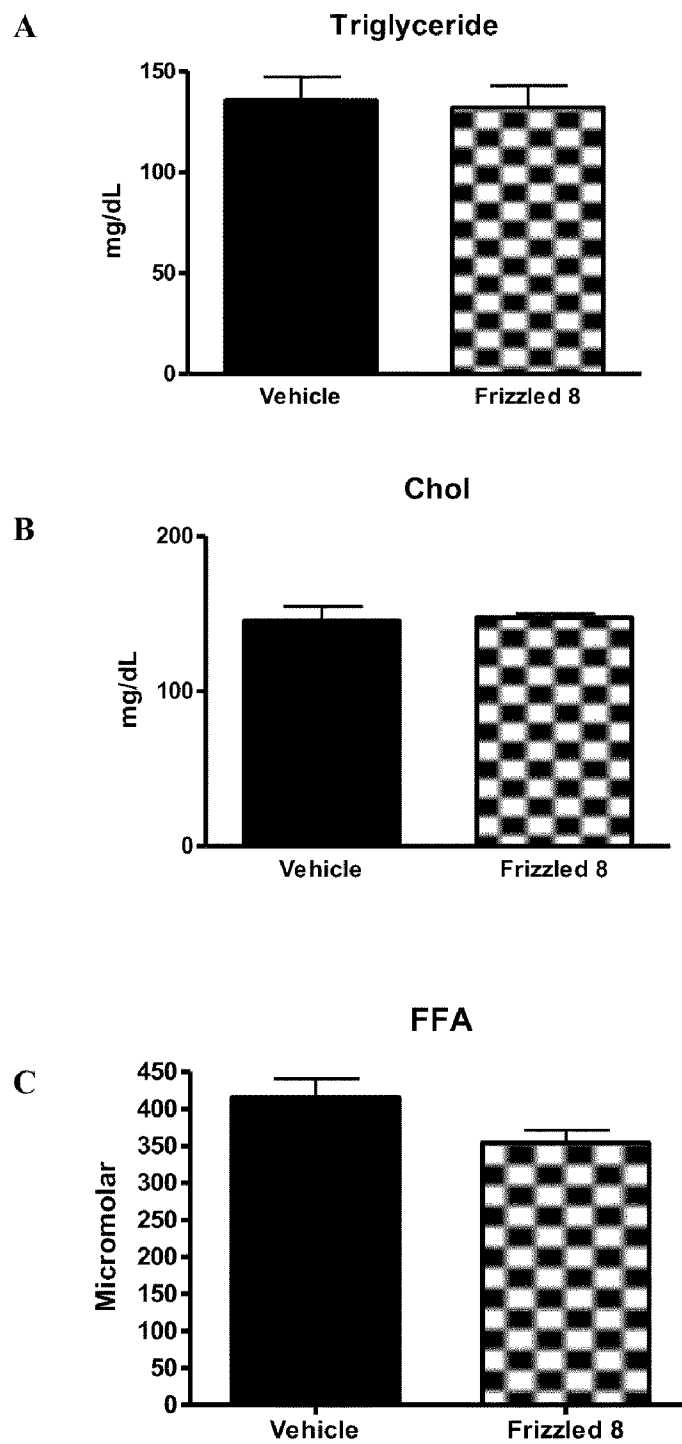 A
Triglyceride
150
100
50
0
mg/dL
Vehicle
Frizzled 8
B
Chol
200
100
0
mg/dL
Vehicle
Frizzled 8
C
FFA
450
400
350
300
250
200
150
100
50
0
Micromolar
Vehicle
Frizzled 8